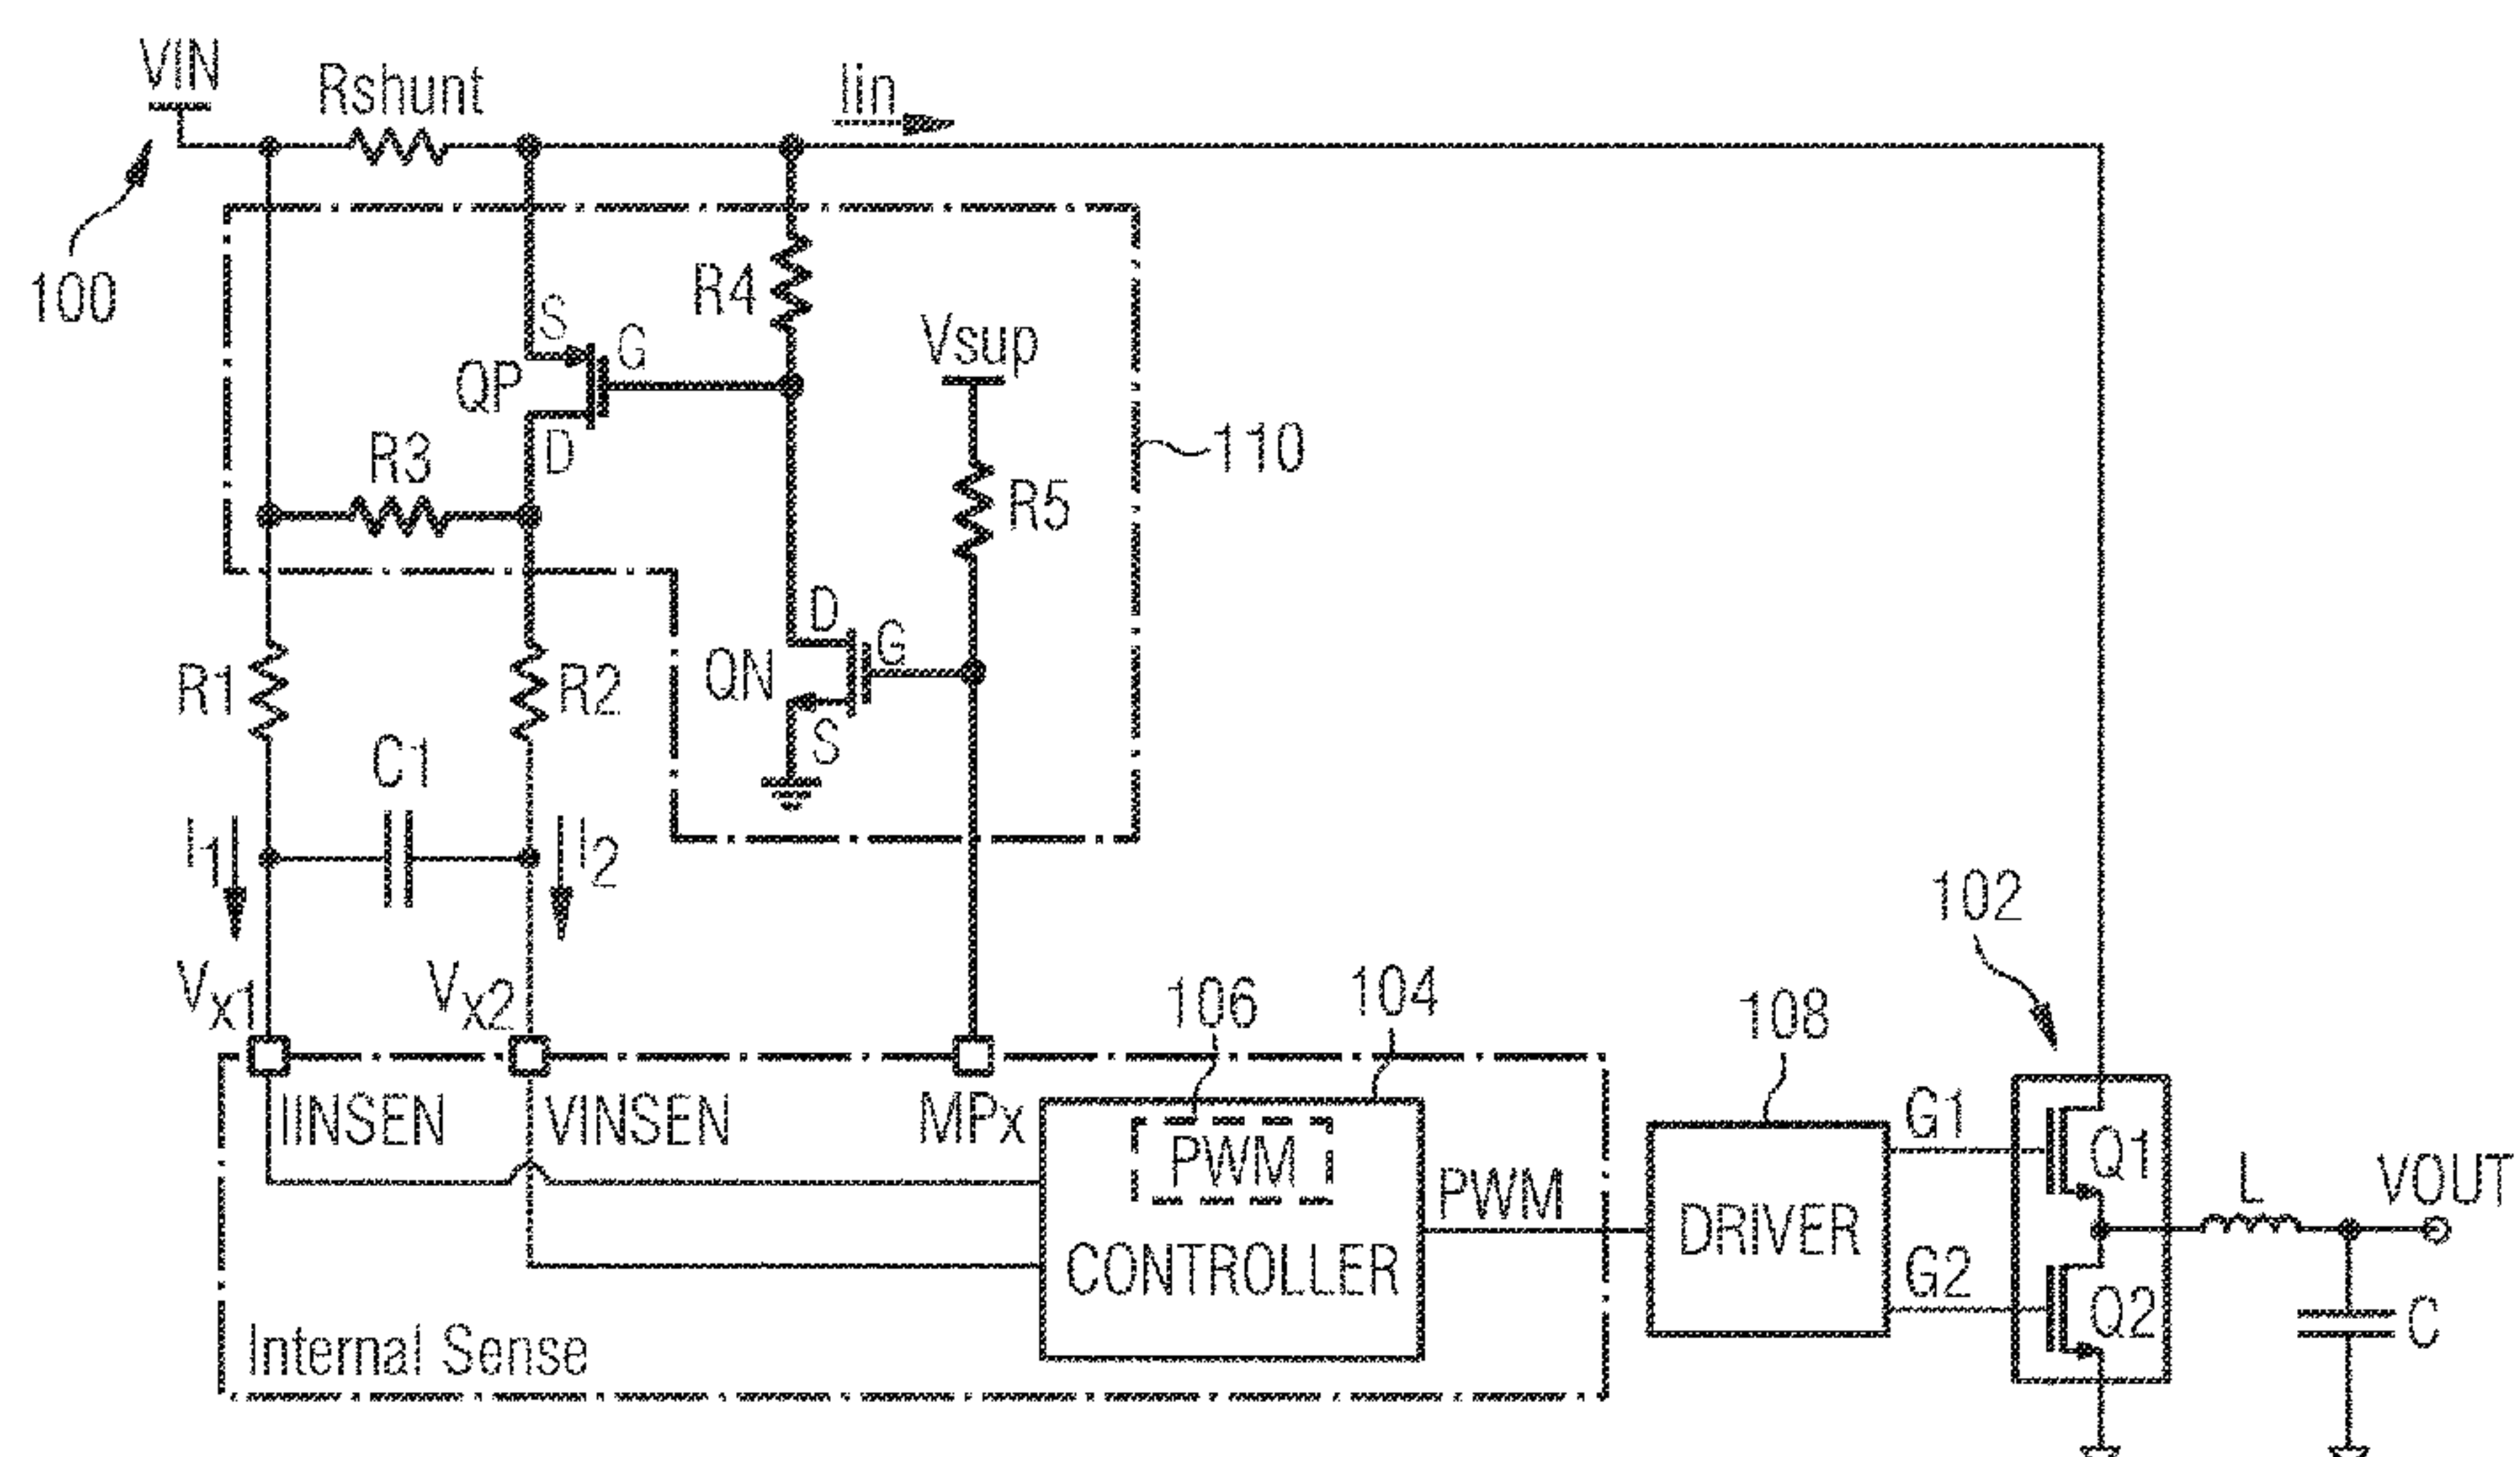 VIN
Rshunt
Iin
100
R4
S
G
QP
Vsup
D
R3
110
R5
D
G
QN
S
R1
R2
C1
I1
I2
102
Vx1
Vx2
106
104
108
IINSEN
VINSEN
MPx
PWM
CONTROLLER
PWM
DRIVER
G1
G2
Q1
Q2
L
VOUT
C
Internal Sense